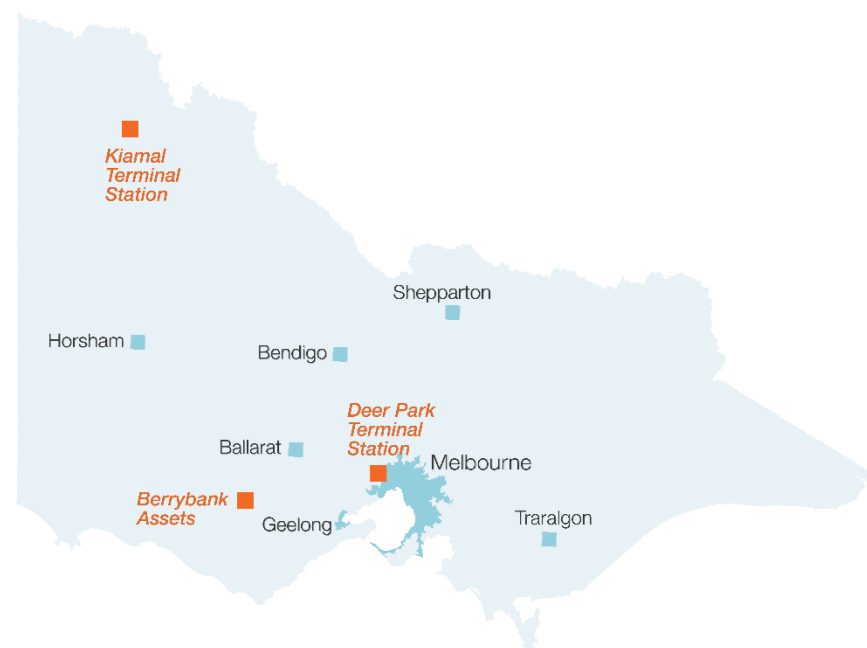 Kiamal
Terminal
Station
Shepparton
Horsham
Bendigo
Deer Park
Terminal
Station
Ballarat
Melbourne
Berrybank
Assets
Geelong
Traralgon